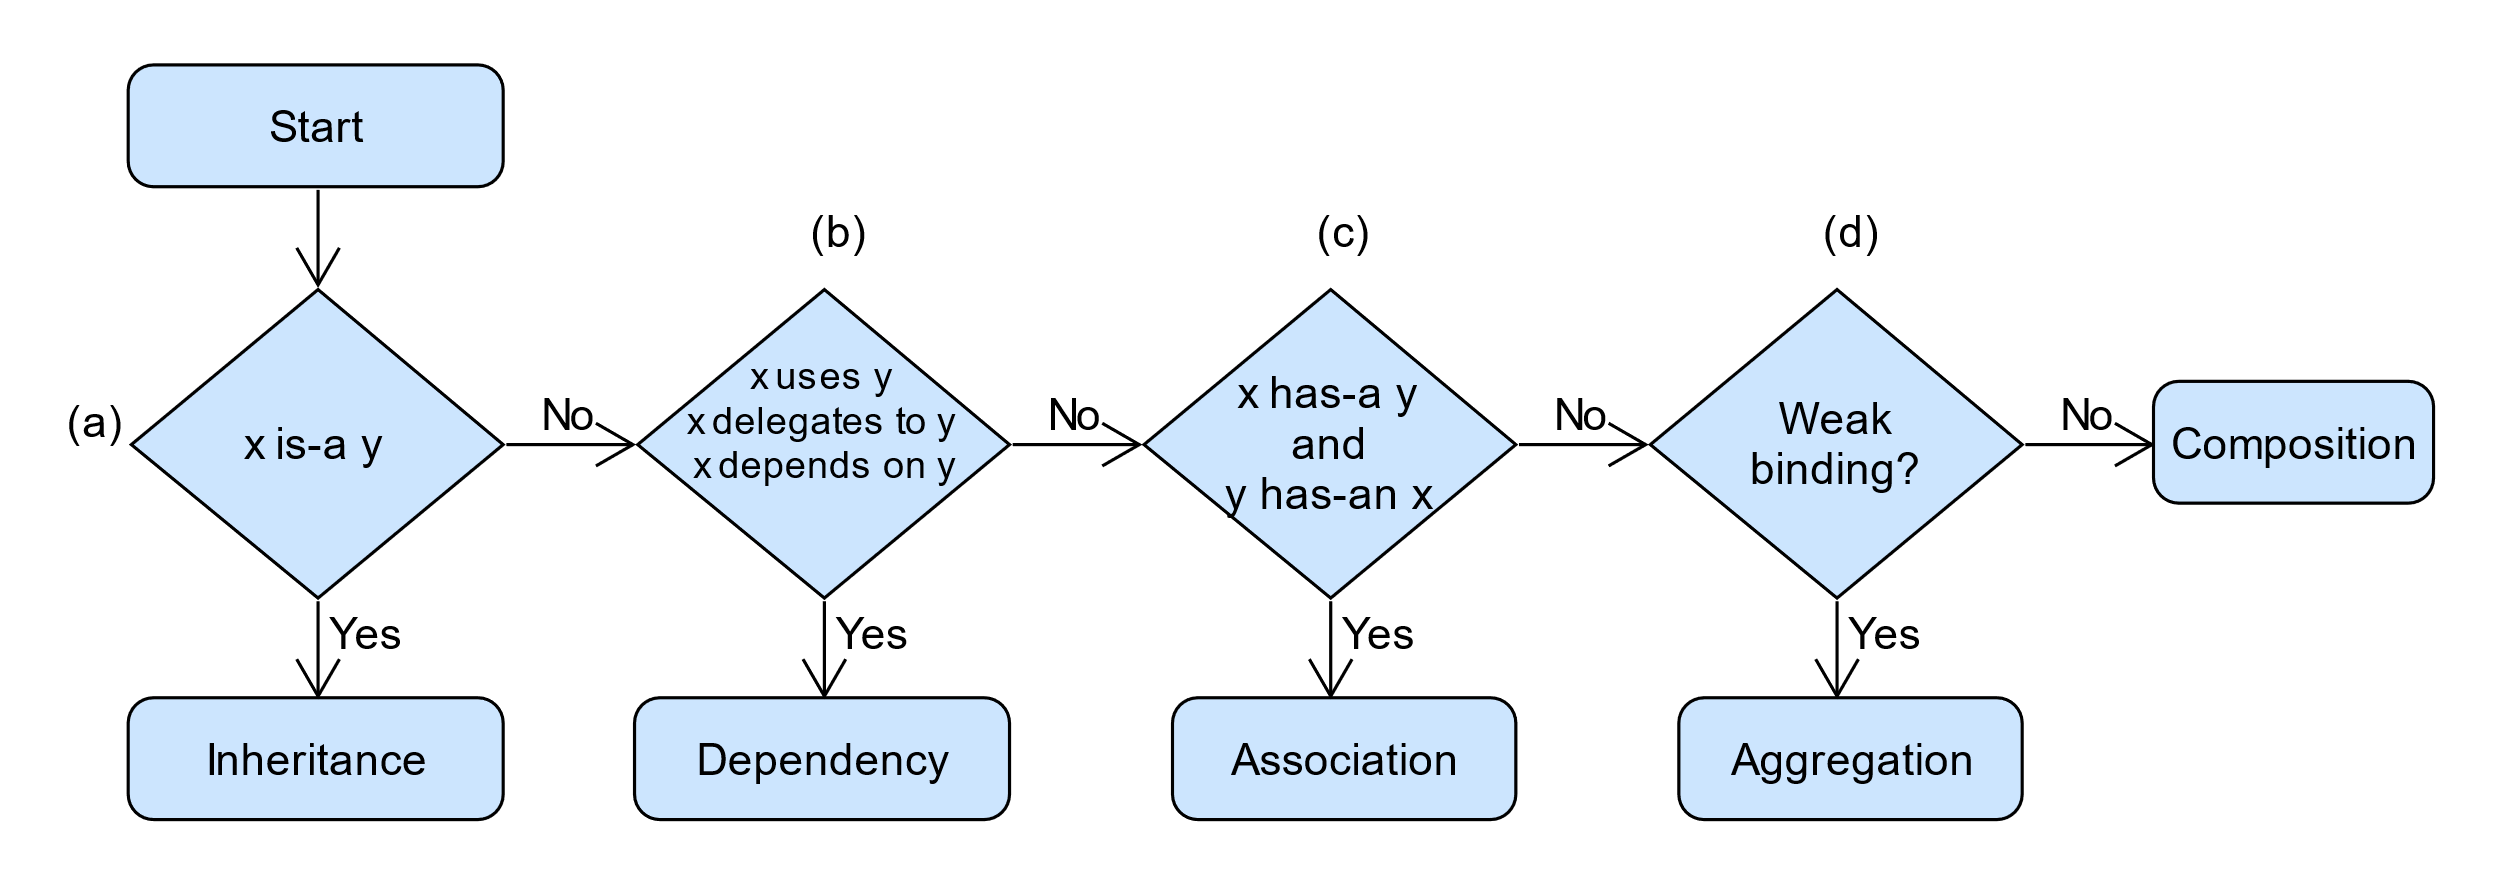 Start
(a)
x is-a y
Yes
Inheritance
No
(b)
x uses y
x delegates to y
x depends on y
Yes
Dependency
No
(c)
x has-a y
and
y has-an x
Yes
Association
No
(d)
Weak
binding?
Yes
Aggregation
No
Composition